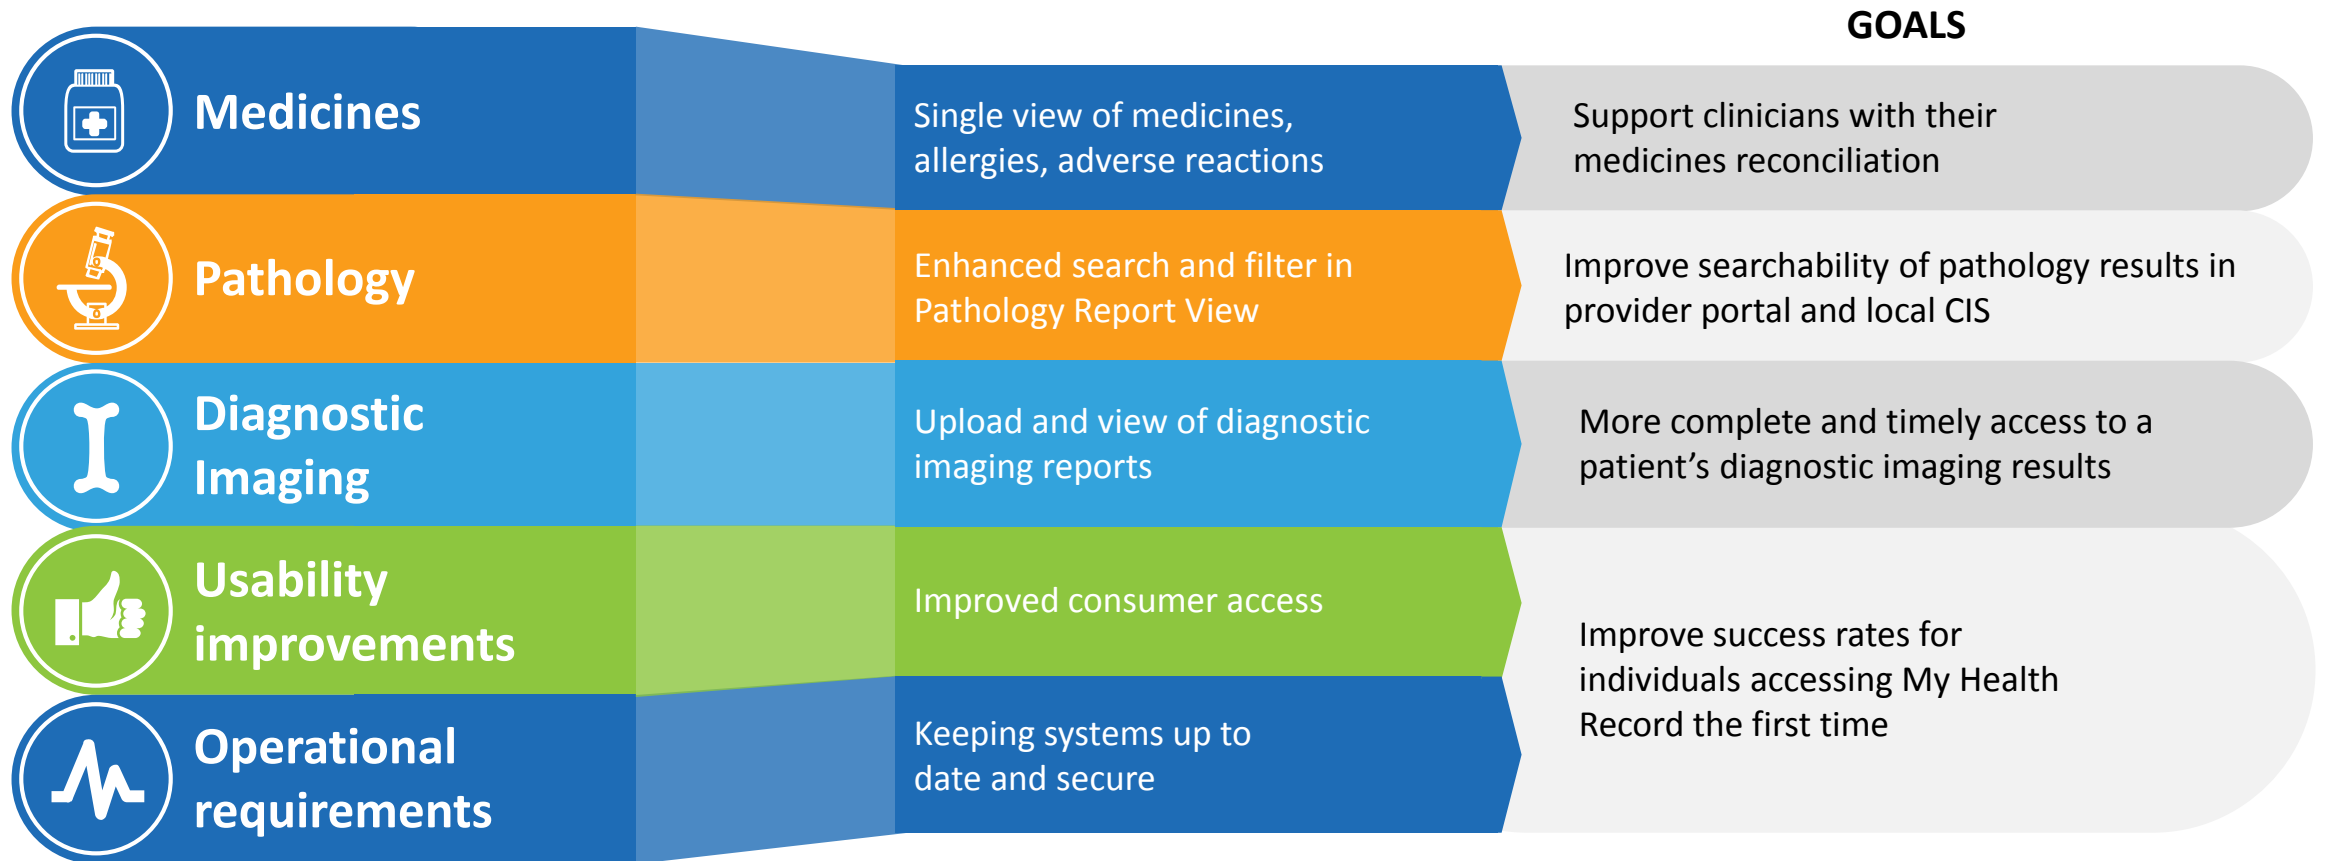 GOALS
Medicines
Single view of medicines,
allergies, adverse reactions
Support clinicians with their
medicines reconciliation
Pathology
Enhanced search and filter in
Pathology Report View
Improve searchability of pathology results in
provider portal and local CIS
Diagnostic
Imaging
Upload and view of diagnostic
imaging reports
More complete and timely access to a
patient’s diagnostic imaging results
Usability
improvements
Improved consumer access
Improve success rates for
individuals accessing My Health
Record the first time
Operational
requirements
Keeping systems up to
date and secure